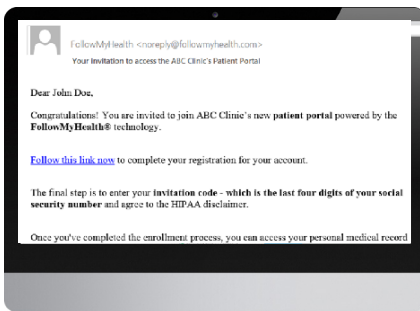 FollowMyHealth <noreply@followmyhealth.com>
Your invitation to access the ABC Clinic's Patient Portal
Dear John Doe,
Congratulations! You are invited to join ABC Clinic's new patient portal powered by the
FollowMyHealth® technology.
Follow this link now to complete your registration for your account.
The final step is to enter your invitation code - which is the last four digits of your social
security number and agree to the HIPAA disclaimer.
Once you've completed the enrollment process, you can access your personal medical record